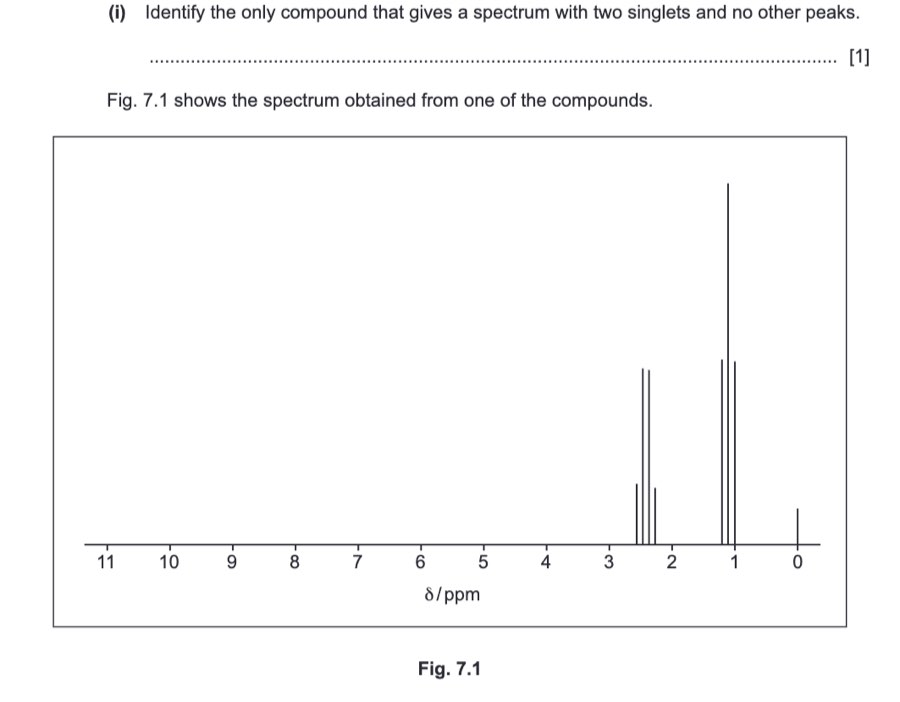 (i) Identify the only compound that gives a spectrum with two singlets and no other peaks.
.......................................................................................................................................... [1]
Fig. 7.1 shows the spectrum obtained from one of the compounds.
11 10 9 8 7 6 5 4 3 2 1 0
δ/ppm
Fig. 7.1